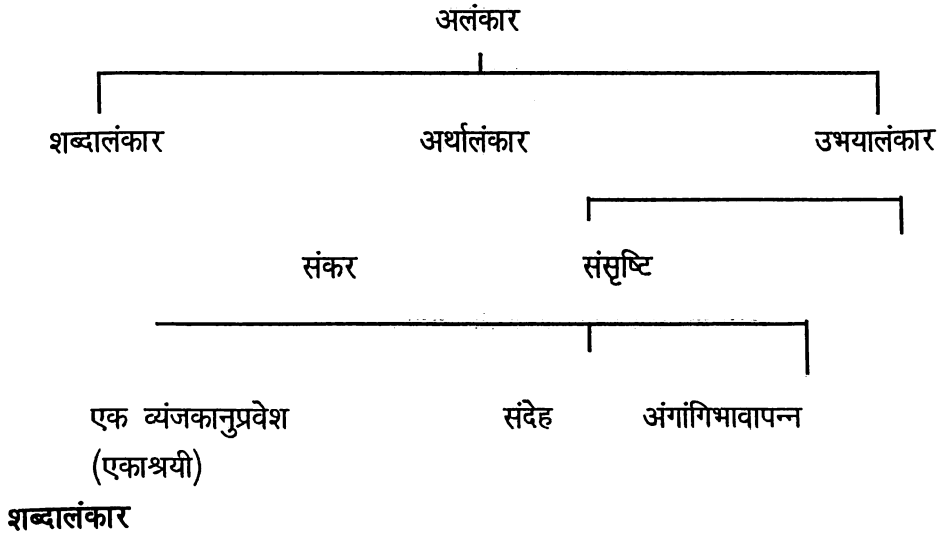 अलंकार
शब्दालंकार अर्थालंकार उभयालंकार
संकर संसृष्टि
एक व्यंजकानुप्रवेश संदेह अंगांगिभावापन्न
(एकाश्रयी)
शब्दालंकार